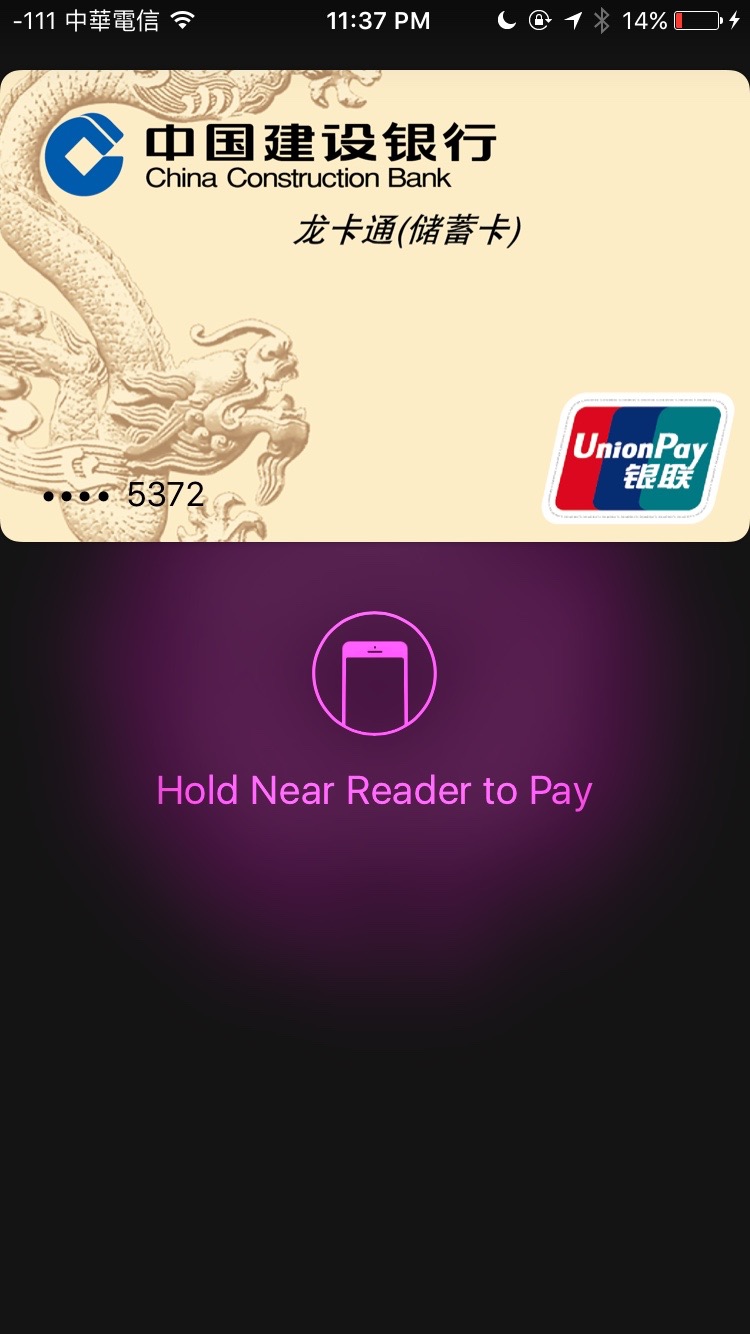 -111 中華電信 11:37 PM 14%
中国建设银行
China Construction Bank
龙卡通(储蓄卡)
UnionPay
银联
•••• 5372
Hold Near Reader to Pay